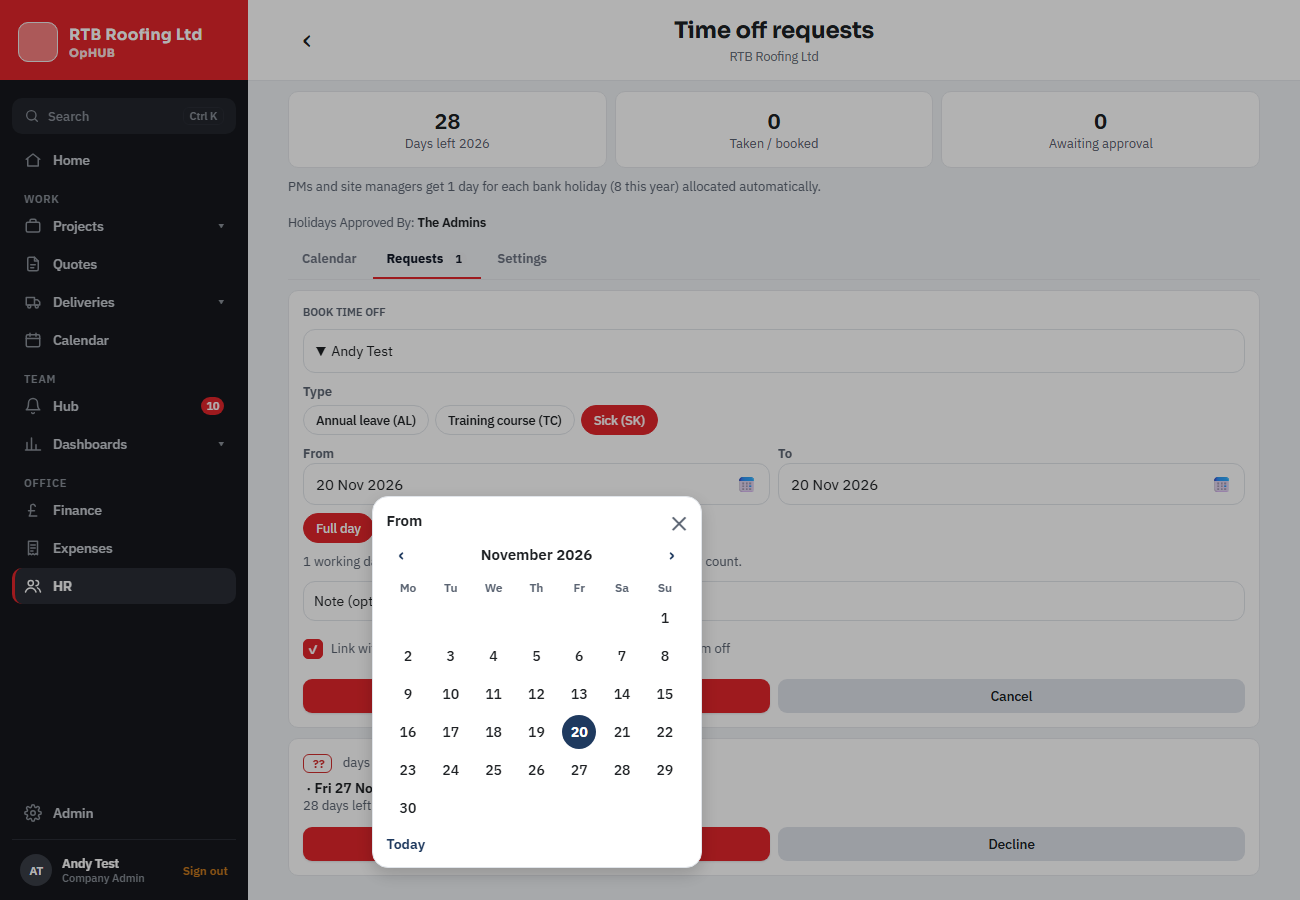 RTB Roofing Ltd
OpHUB
Search
Ctrl K
Home
WORK
Projects
Quotes
Deliveries
Calendar
TEAM
Hub
10
Dashboards
OFFICE
Finance
Expenses
HR
Admin
AT
Andy Test
Company Admin
Sign out
Time off requests
RTB Roofing Ltd
28
Days left 2026
0
Taken / booked
0
Awaiting approval
PMs and site managers get 1 day for each bank holiday (8 this year) allocated automatically.
Holidays Approved By: The Admins
Calendar
Requests 1
Settings
BOOK TIME OFF
▼ Andy Test
Type
Annual leave (AL)
Training course (TC)
Sick (SK)
From
To
20 Nov 2026
20 Nov 2026
Full day
1 working
count.
Note
Link
off
Cancel
??
days
· Fri 27
28 days left
Decline
From
‹ November 2026 ›
Mo Tu We Th Fr Sa Su
1
2 3 4 5 6 7 8
9 10 11 12 13 14 15
16 17 18 19 20 21 22
23 24 25 26 27 28 29
30
Today